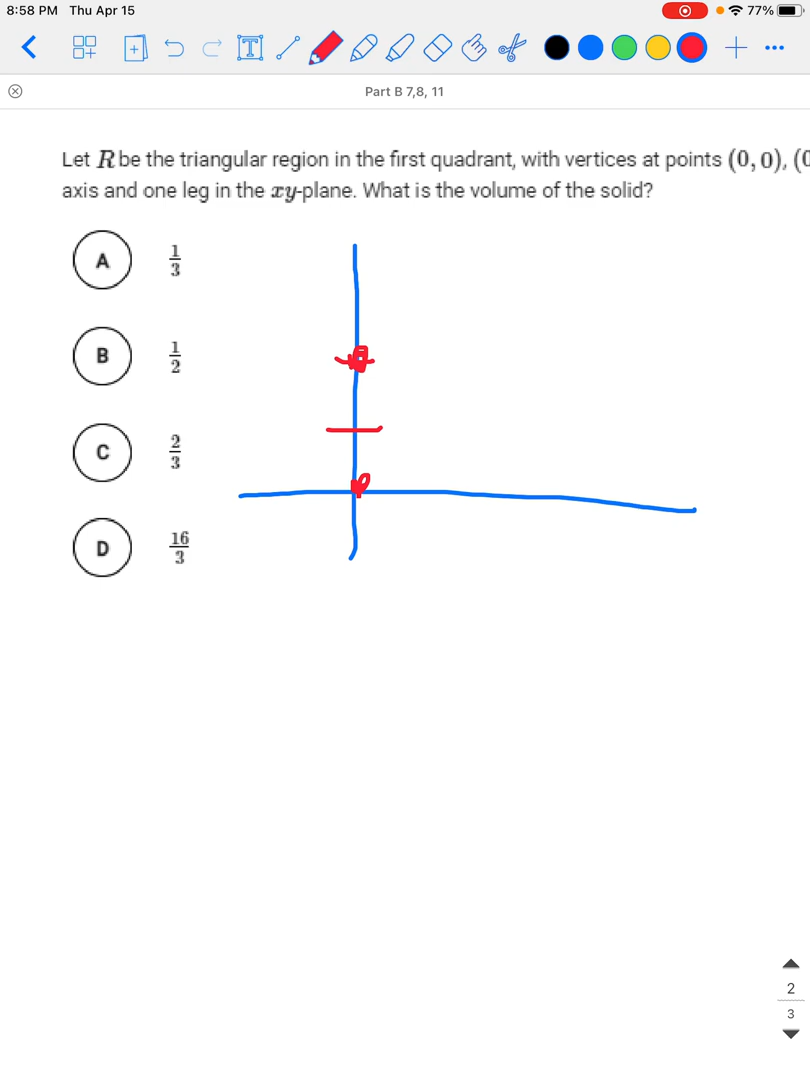 8:58 PM Thu Apr 15 77%
Part B 7,8, 11
Let R be the triangular region in the first quadrant, with vertices at points (0, 0), (0
axis and one leg in the xy-plane. What is the volume of the solid?
A 1/3
B 1/2
C 2/3
D 16/3
2
3